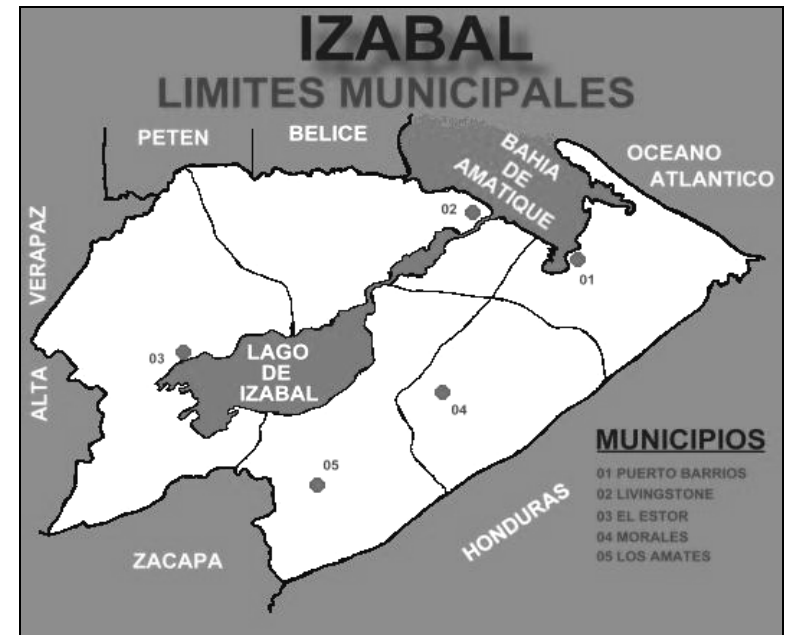 IZABAL
LIMITES MUNICIPALES
PETEN
BELICE
BAHIA
DE
AMATIQUE
OCEANO
ATLANTICO
ALTA VERAPAZ
02
01
03
LAGO
DE
IZABAL
04
05
ZACAPA
HONDURAS
MUNICIPIOS
01 PUERTO BARRIOS
02 LIVINGSTONE
03 EL ESTOR
04 MORALES
05 LOS AMATES